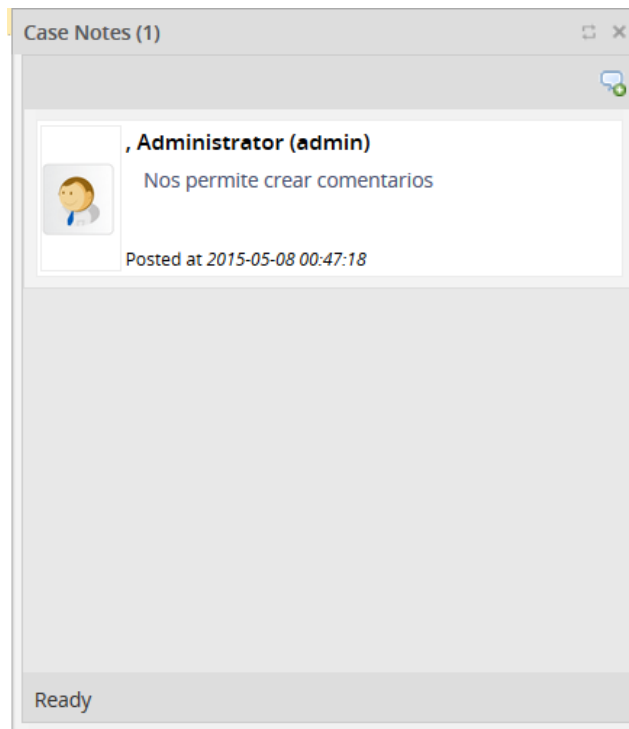 Case Notes (1)
, Administrator (admin)
Nos permite crear comentarios
Posted at 2015-05-08 00:47:18
Ready